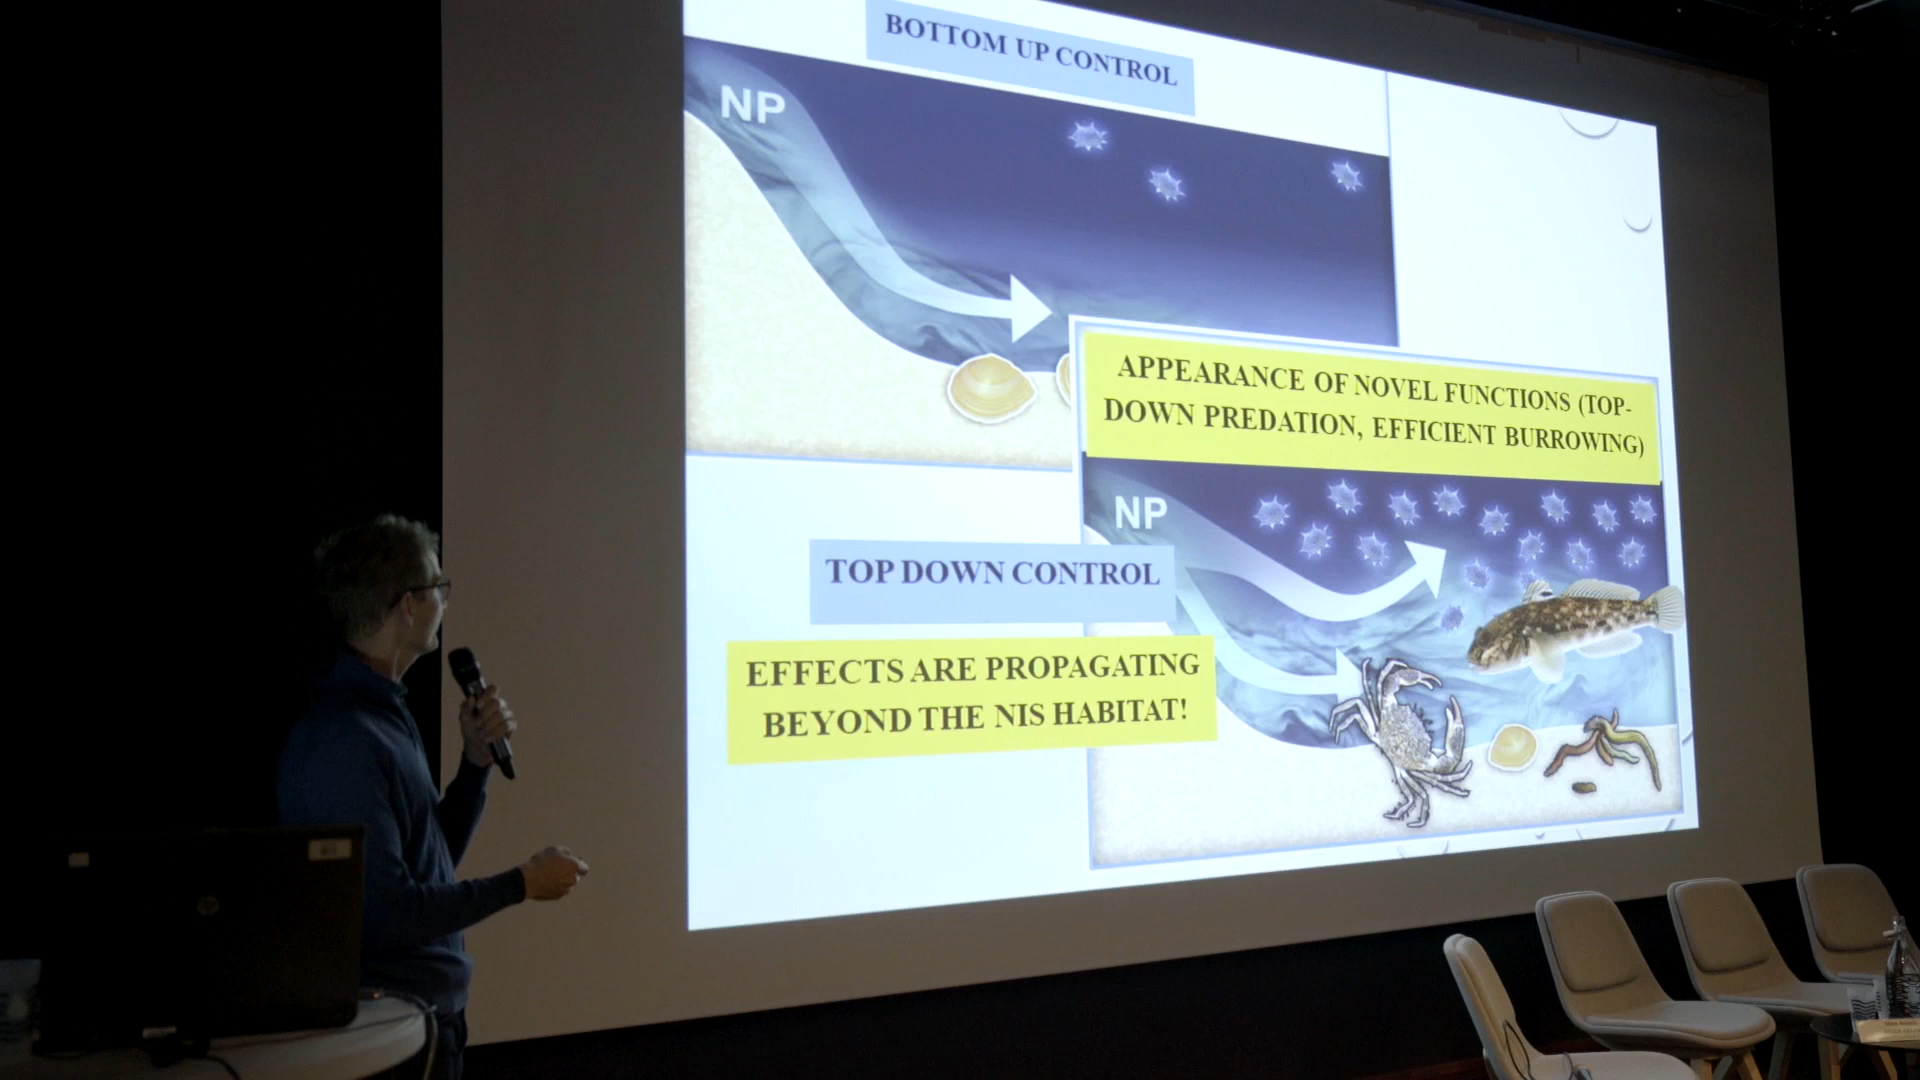 BOTTOM UP CONTROL
NP
APPEARANCE OF NOVEL FUNCTIONS (TOP-
DOWN PREDATION, EFFICIENT BURROWING)
NP
TOP DOWN CONTROL
EFFECTS ARE PROPAGATING
BEYOND THE NIS HABITAT!